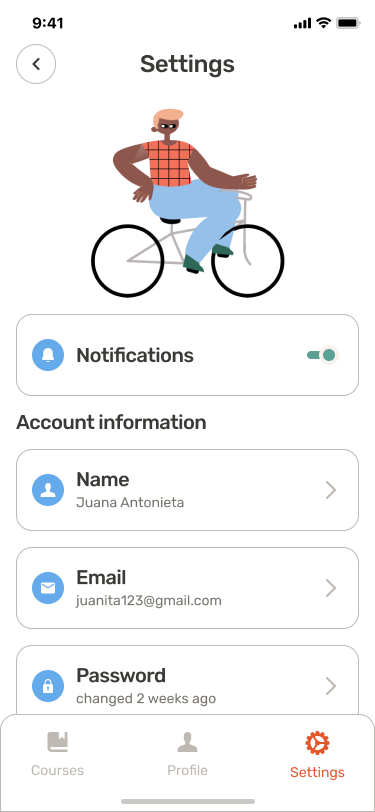 9:41
Settings
Notifications
Account information
Name
Juana Antonieta
Email
juanita123@gmail.com
Password
changed 2 weeks ago
Courses
Profile
Settings